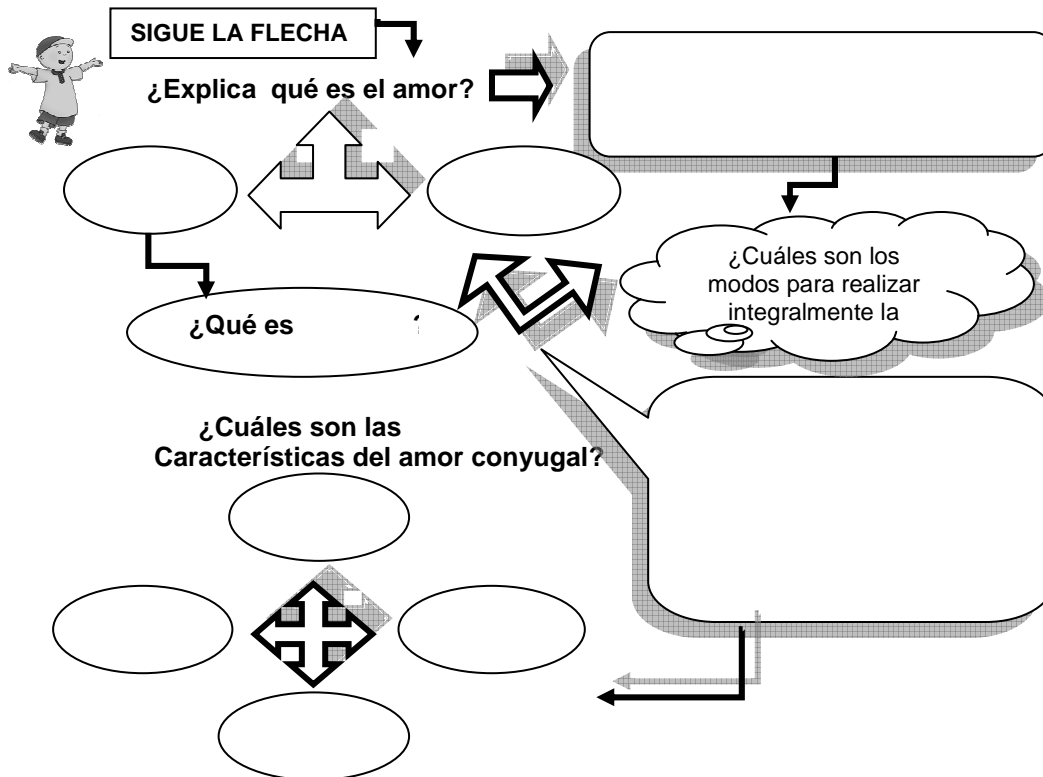 SIGUE LA FLECHA
¿Explica qué es el amor?
¿Cuáles son los
modos para realizar
integralmente la
¿Qué es
¿Cuáles son las
Características del amor conyugal?